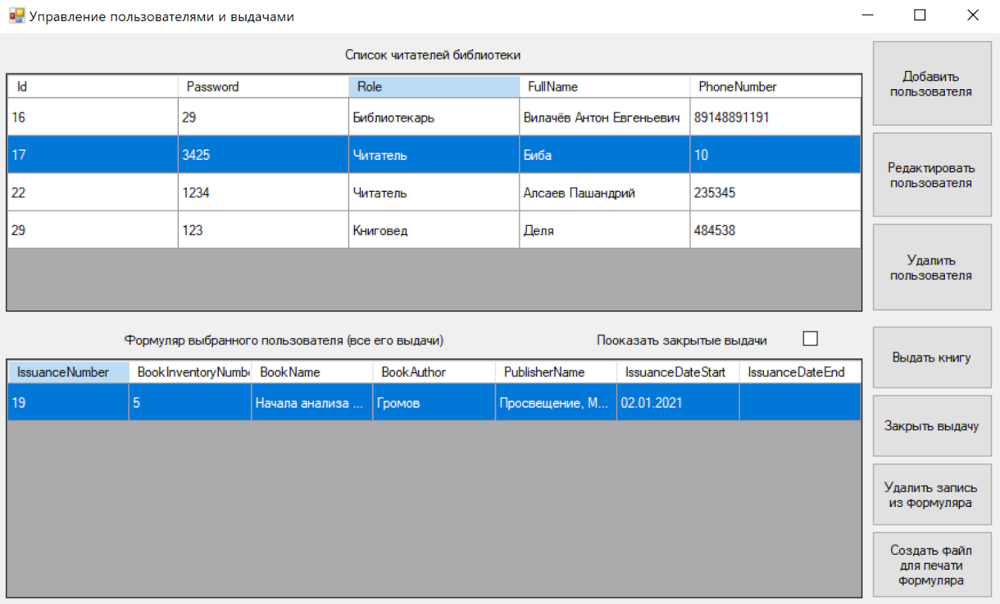 Управление пользователями и выдачами
Список читателей библиотеки
Id Password Role FullName PhoneNumber
16 29 Библиотекарь Вилачёв Антон Евгеньевич 89148891191
17 3425 Читатель Биба 10
22 1234 Читатель Алсаев Пашандрий 235345
29 123 Книговед Деля 484538
Добавить
пользователя
Редактировать
пользователя
Удалить
пользователя
Формуляр выбранного пользователя (все его выдачи)
Пооказать закрытые выдачи
IssuanceNumber BookInventoryNumb BookName BookAuthor PublisherName IssuanceDateStart IssuanceDateEnd
19 5 Начала анализа ... Громов Просвещение, М... 02.01.2021
Выдать книгу
Закрыть выдачу
Удалить запись
из формуляра
Создать файл
для печати
формуляра